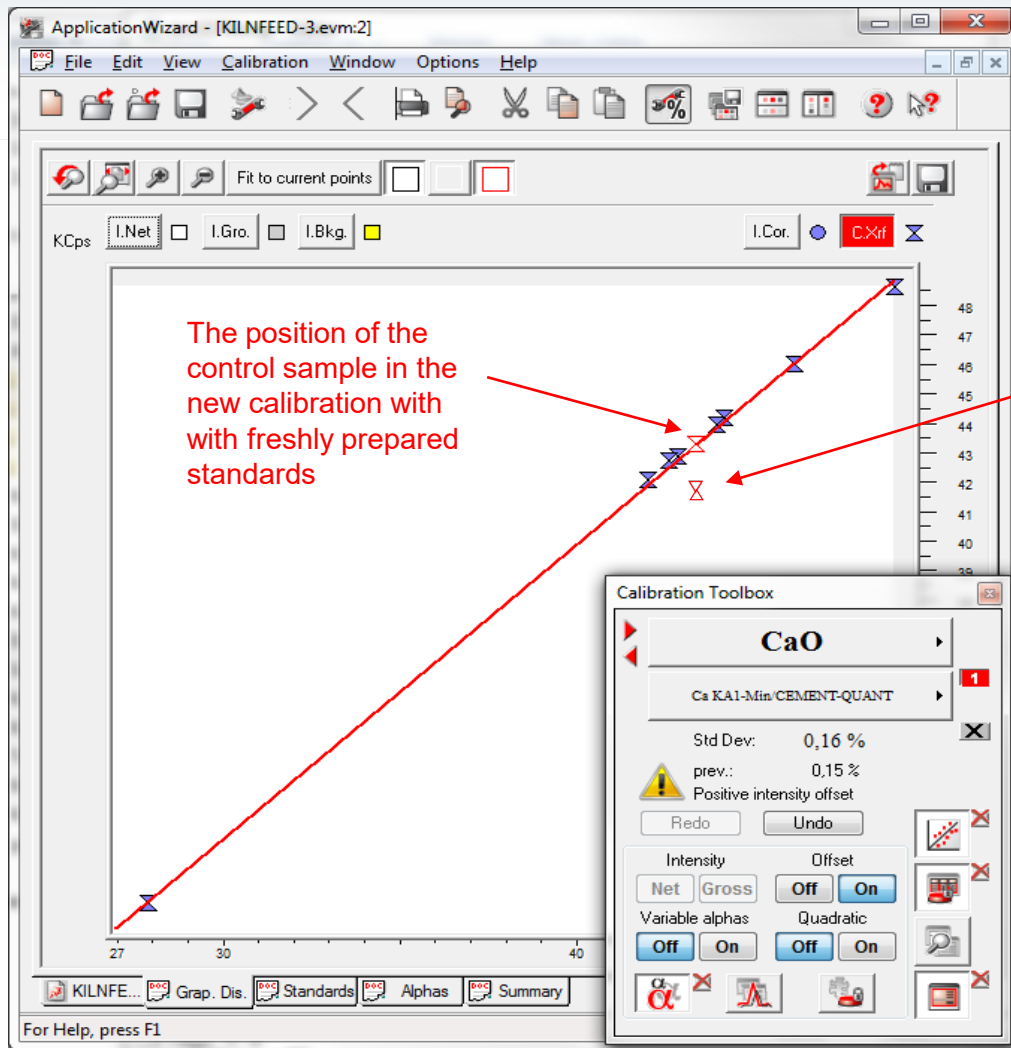 ApplicationWizard - [KILNFEED-3.evm:2]
File Edit View Calibration Window Options Help
Fit to current points
KCps I.Net I.Gro. I.Bkg. I.Cor. C.Xrf
The position of the
control sample in the
new calibration with
with freshly prepared
standards
48
47
46
45
44
43
42
41
40
39
27 30 40
Calibration Toolbox
CaO
1
Ca KA1-Min/CEMENT-QUANT
Std Dev: 0,16 %
prev.: 0,15 %
Positive intensity offset
Redo Undo
Intensity Offset
Net Gross Off On
Variable alphas Quadratic
Off On Off On
KILNFE... Grap. Dis. Standards Alphas Summary
For Help, press F1